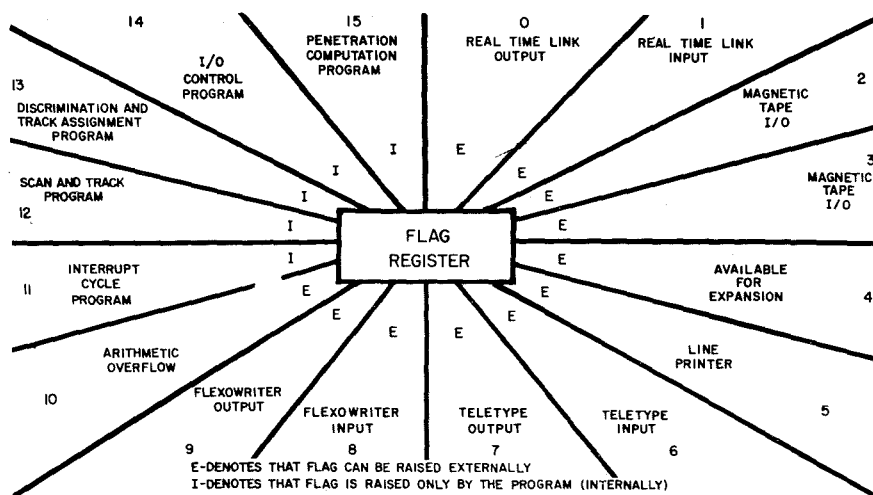 0
REAL TIME LINK
OUTPUT
E
1
REAL TIME LINK
INPUT
E
2
MAGNETIC
TAPE
I/O
E
3
MAGNETIC
TAPE
I/O
E
4
AVAILABLE
FOR
EXPANSION
E
5
LINE
PRINTER
E
6
TELETYPE
INPUT
E
7
TELETYPE
OUTPUT
E
8
FLEXOWRITER
INPUT
E
9
FLEXOWRITER
OUTPUT
E
10
ARITHMETIC
OVERFLOW
E
11
INTERRUPT
CYCLE
PROGRAM
I
12
SCAN AND TRACK
PROGRAM
I
13
DISCRIMINATION AND
TRACK ASSIGNMENT
PROGRAM
I
14
I/O
CONTROL
PROGRAM
I
15
PENETRATION
COMPUTATION
PROGRAM
I
FLAG
REGISTER
E-DENOTES THAT FLAG CAN BE RAISED EXTERNALLY
I-DENOTES THAT FLAG IS RAISED ONLY BY THE PROGRAM (INTERNALLY)